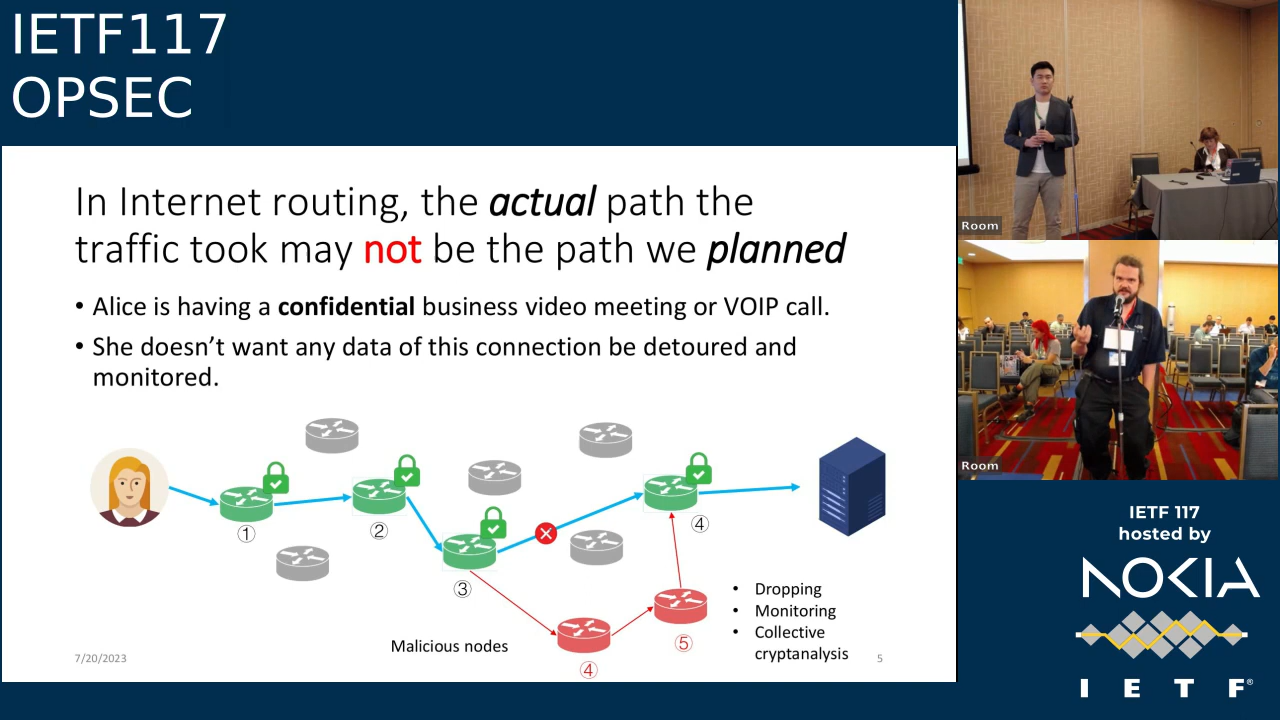 IETF117
OPSEC
In Internet routing, the actual path the
traffic took may not be the path we planned
• Alice is having a confidential business video meeting or VOIP call.
• She doesn’t want any data of this connection be detoured and
monitored.
①
②
③
④
④
⑤
Malicious nodes
• Dropping
• Monitoring
• Collective
cryptanalysis
7/20/2023
5
Room
Room
IETF 117
hosted by
NOKIA
I E T F®